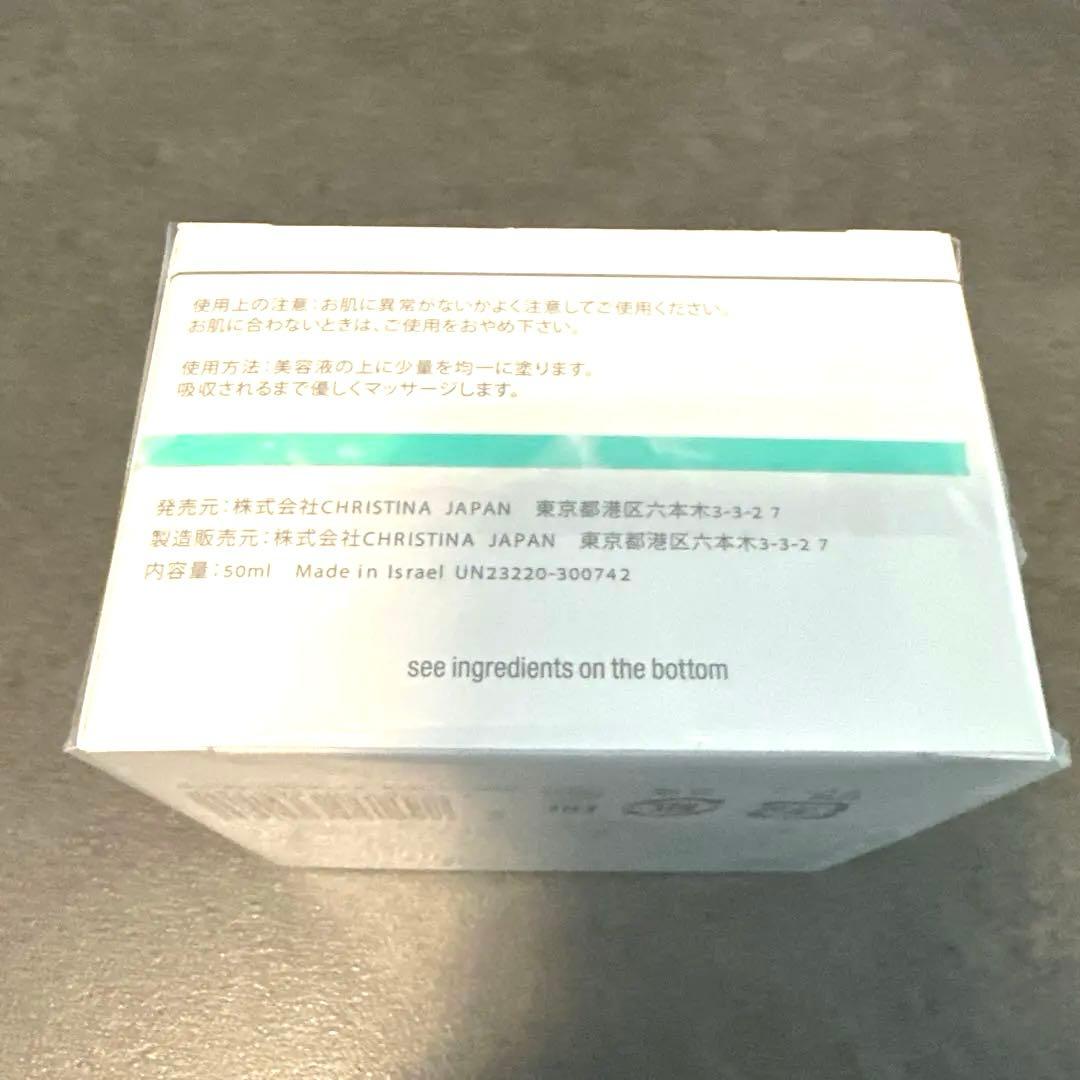 使用上の注意：お肌に異常がないかよく注意してご使用ください。
お肌に合わないときは、ご使用をおやめ下さい。
使用方法：美容液の上に少量を均一に塗ります。
吸収されるまで優しくマッサージします。
発売元：株式会社CHRISTINA JAPAN 東京都港区六本木3-3-2 7
製造販売元：株式会社CHRISTINA JAPAN 東京都港区六本木3-3-2 7
内容量：50ml Made in Israel UN23220-300742
see ingredients on the bottom